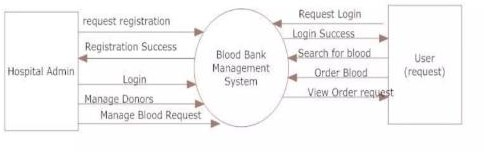 request registration
Registration Success
Hospital Admin
Login
Manage Donors
Manage Blood Request
Blood Bank
Management
System
Request Login
Login Success
Search for blood
Order Blood
View Order request
User
(request)